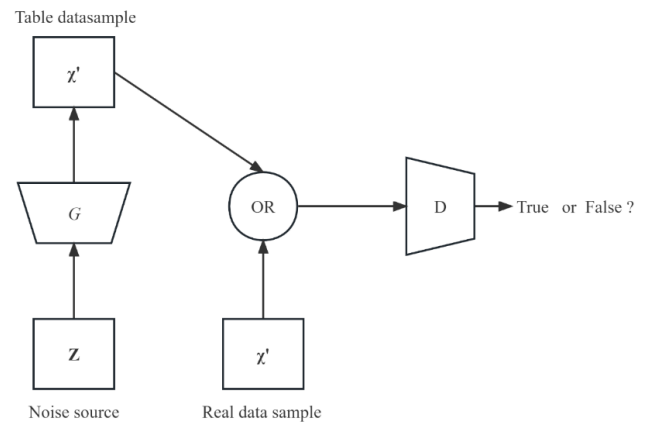 Table datasample
χ'
G
OR
D
True or False ?
Z
χ'
Noise source
Real data sample